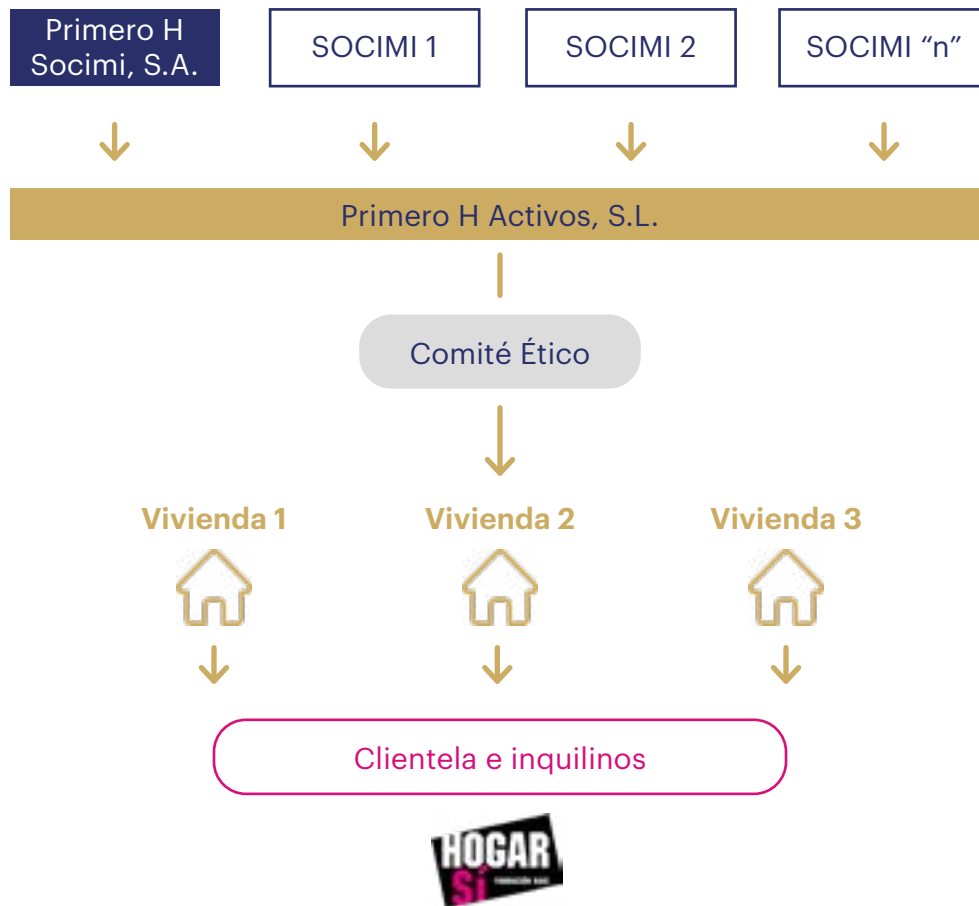 Primero H
Socimi, S.A.
SOCIMI 1
SOCIMI 2
SOCIMI “n”
Primero H Activos, S.L.
Comité Ético
Vivienda 1
Vivienda 2
Vivienda 3
Clientela e inquilinos
HOGAR
Sí